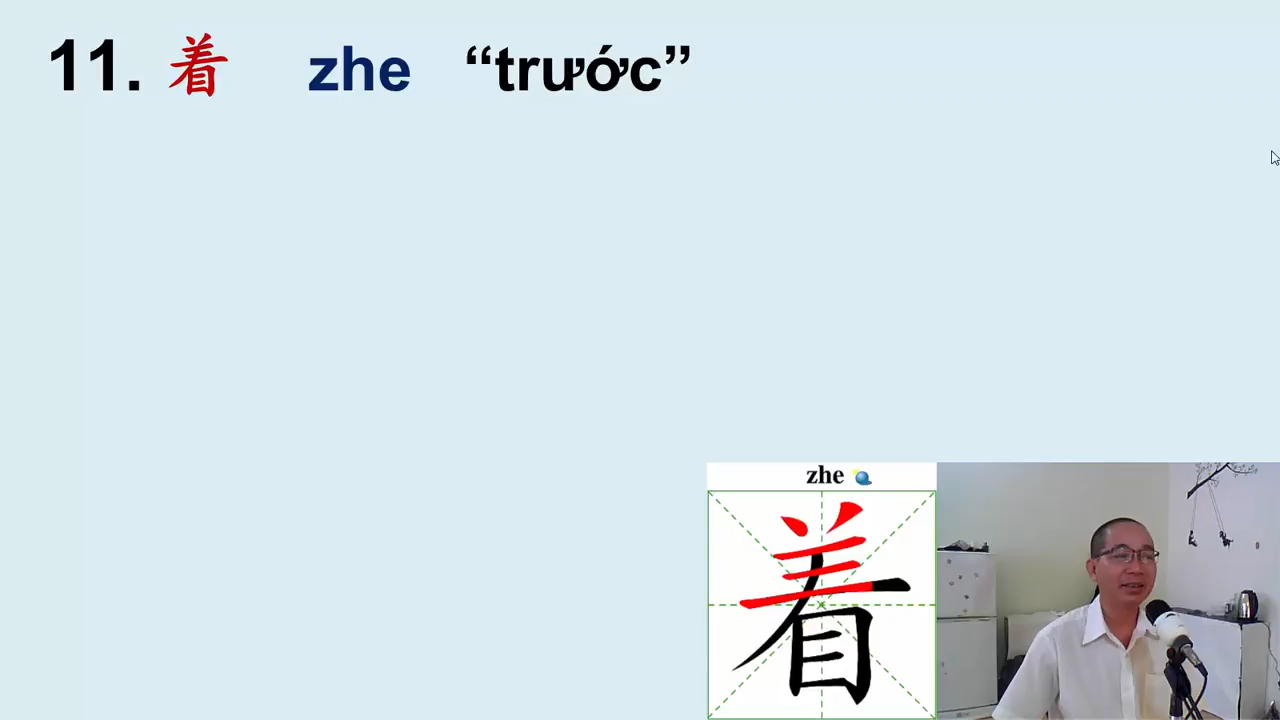 11. 着 zhe “trước”
zhe
着